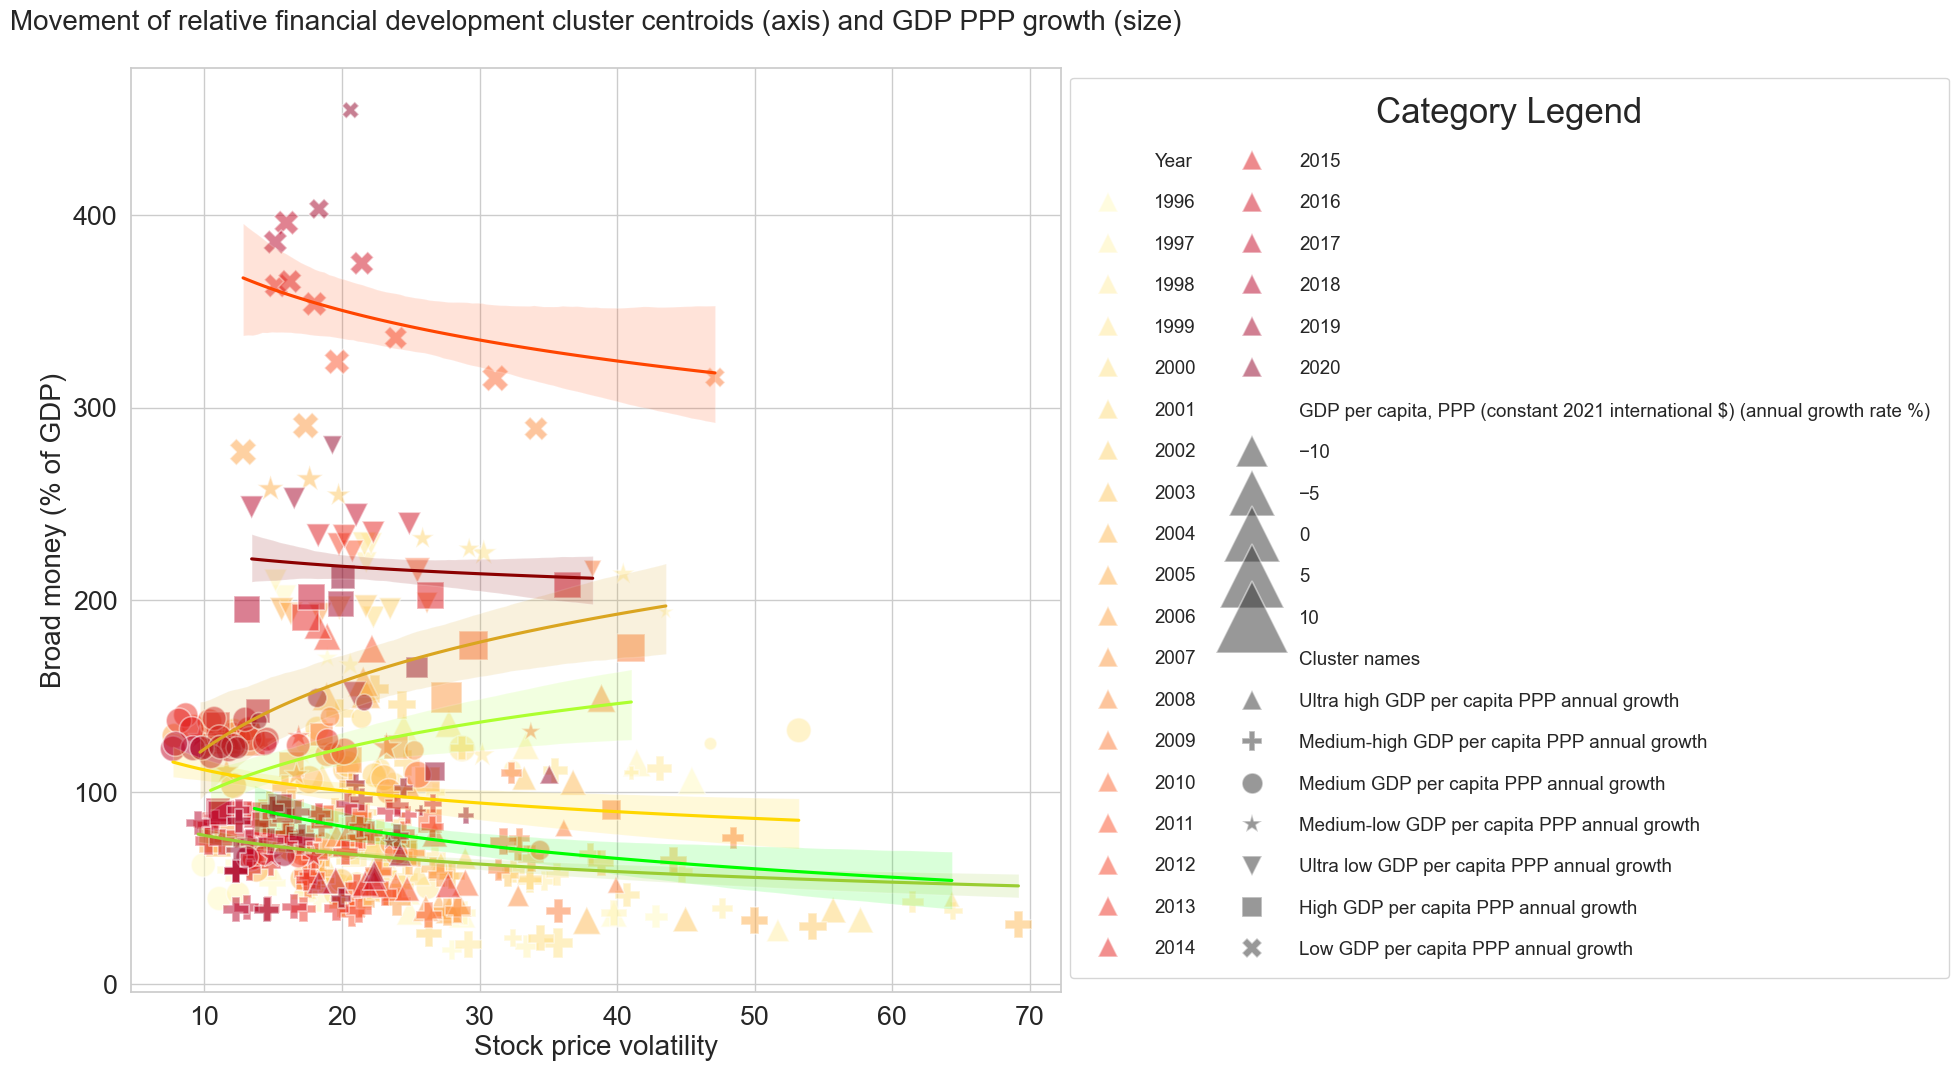 Movement of relative financial development cluster centroids (axis) and GDP PPP growth (size)
Broad money (% of GDP)
400
300
200
100
0
10 20 30 40 50 60 70
Stock price volatility
Category Legend
Year
1996
1997
1998
1999
2000
2001
2002
2003
2004
2005
2006
2007
2008
2009
2010
2011
2012
2013
2014
2015
2016
2017
2018
2019
2020
GDP per capita, PPP (constant 2021 international $) (annual growth rate %)
−10
−5
0
5
10
Cluster names
Ultra high GDP per capita PPP annual growth
Medium-high GDP per capita PPP annual growth
Medium GDP per capita PPP annual growth
Medium-low GDP per capita PPP annual growth
Ultra low GDP per capita PPP annual growth
High GDP per capita PPP annual growth
Low GDP per capita PPP annual growth